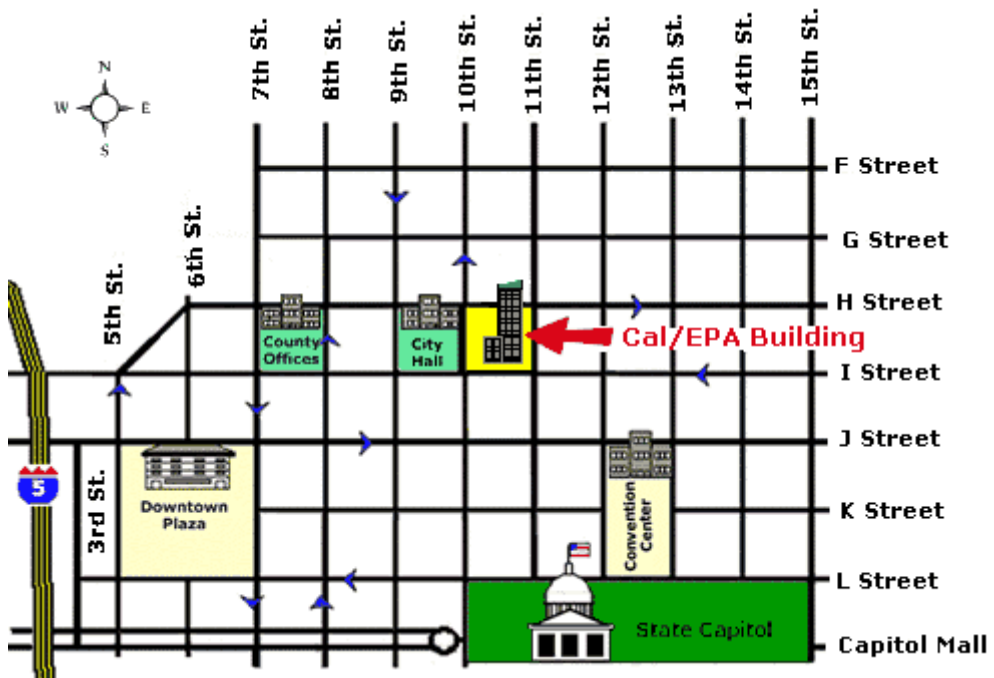 7th St.
8th St.
9th St.
10th St.
11th St.
12th St.
13th St.
14th St.
15th St.
N
W E
S
F Street
6th St.
G Street
5th St.
H Street
County
Offices
City
Hall
Cal/EPA Building
I Street
J Street
5
3rd St.
Downtown
Plaza
Convention
Center
K Street
L Street
State Capitol
Capitol Mall